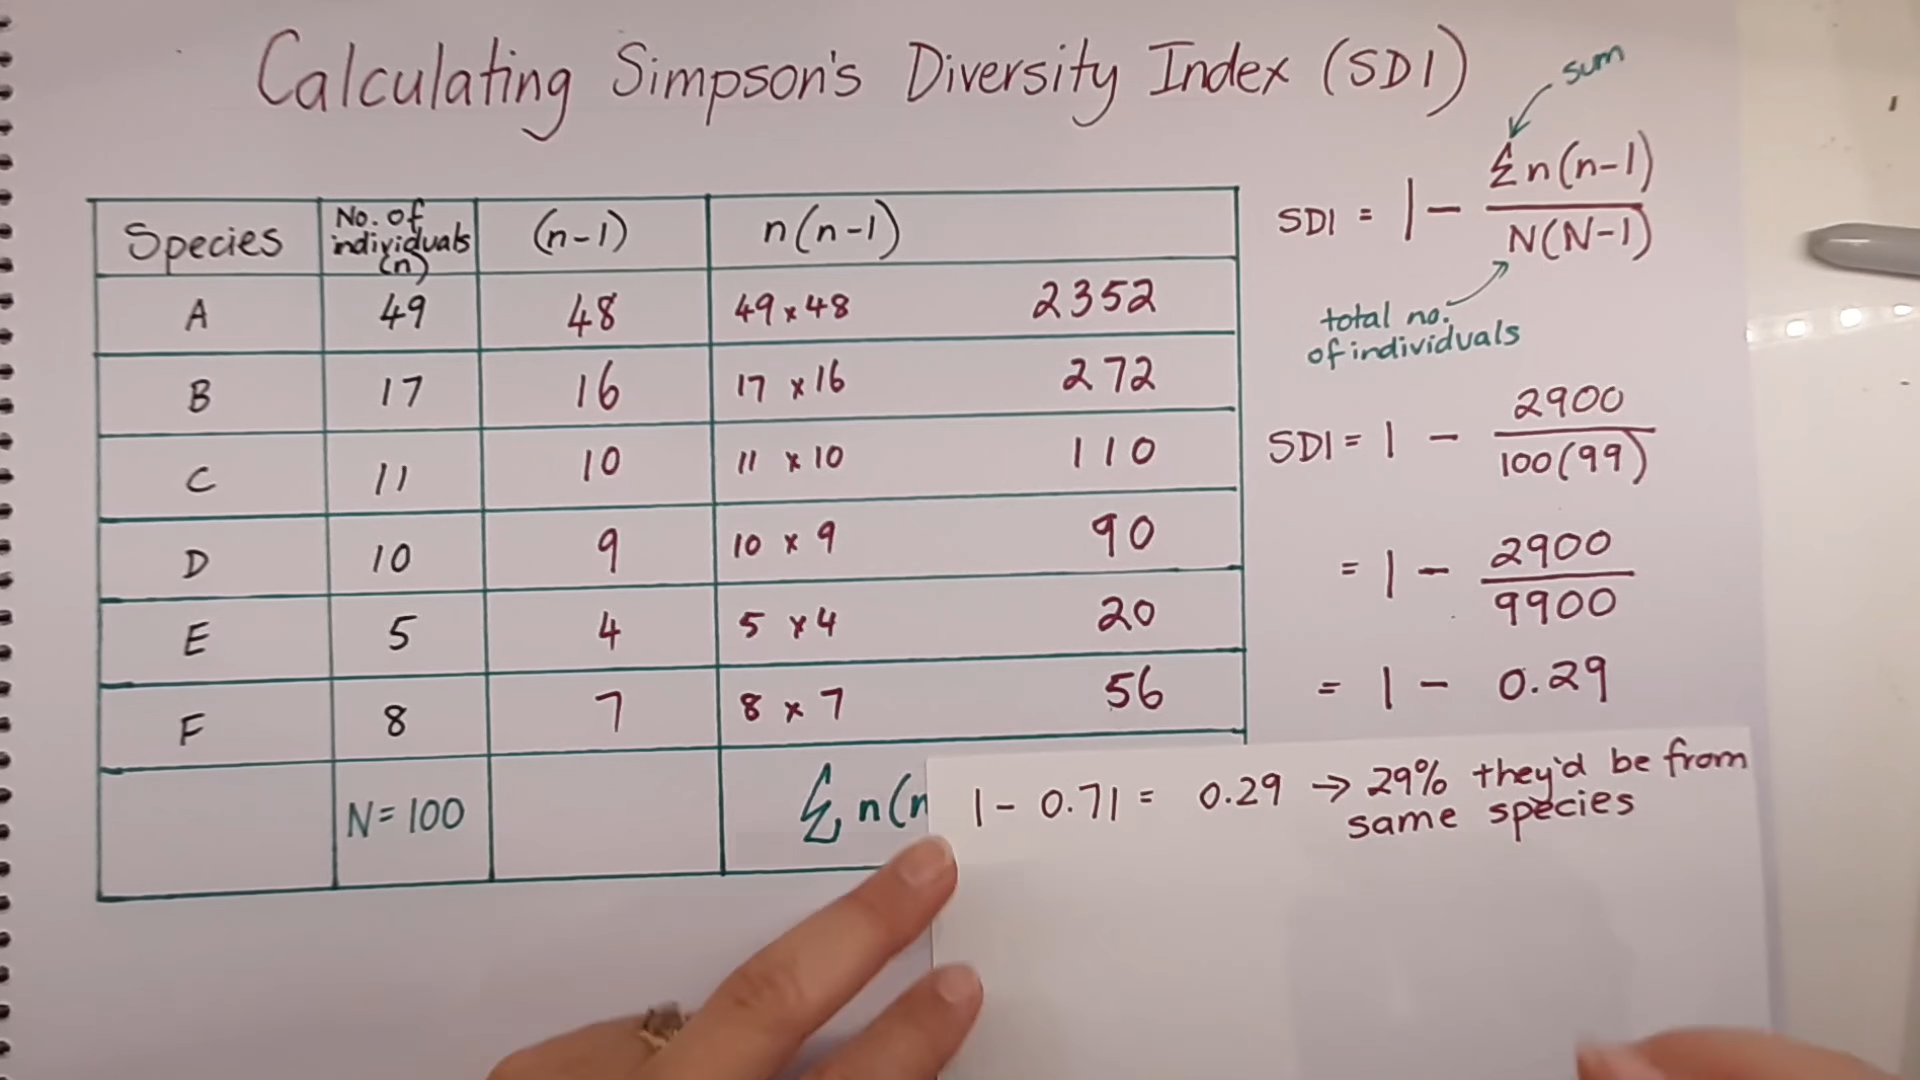 Calculating Simpson's Diversity Index (SDI)
sum
SDI = 1 - Σn(n-1)
N(N-1)
total no.
of individuals
Species
No. of
individuals
(n)
(n-1)
n(n-1)
A 49 48 49 x 48 2352
B 17 16 17 x 16 272
C 11 10 11 x 10 110
D 10 9 10 x 9 90
E 5 4 5 x 4 20
F 8 7 8 x 7 56
N = 100
Σ n(n
SDI = 1 - 2900
100(99)
= 1 - 2900
9900
= 1 - 0.29
1 - 0.71 = 0.29 → 29% they'd be from
same species